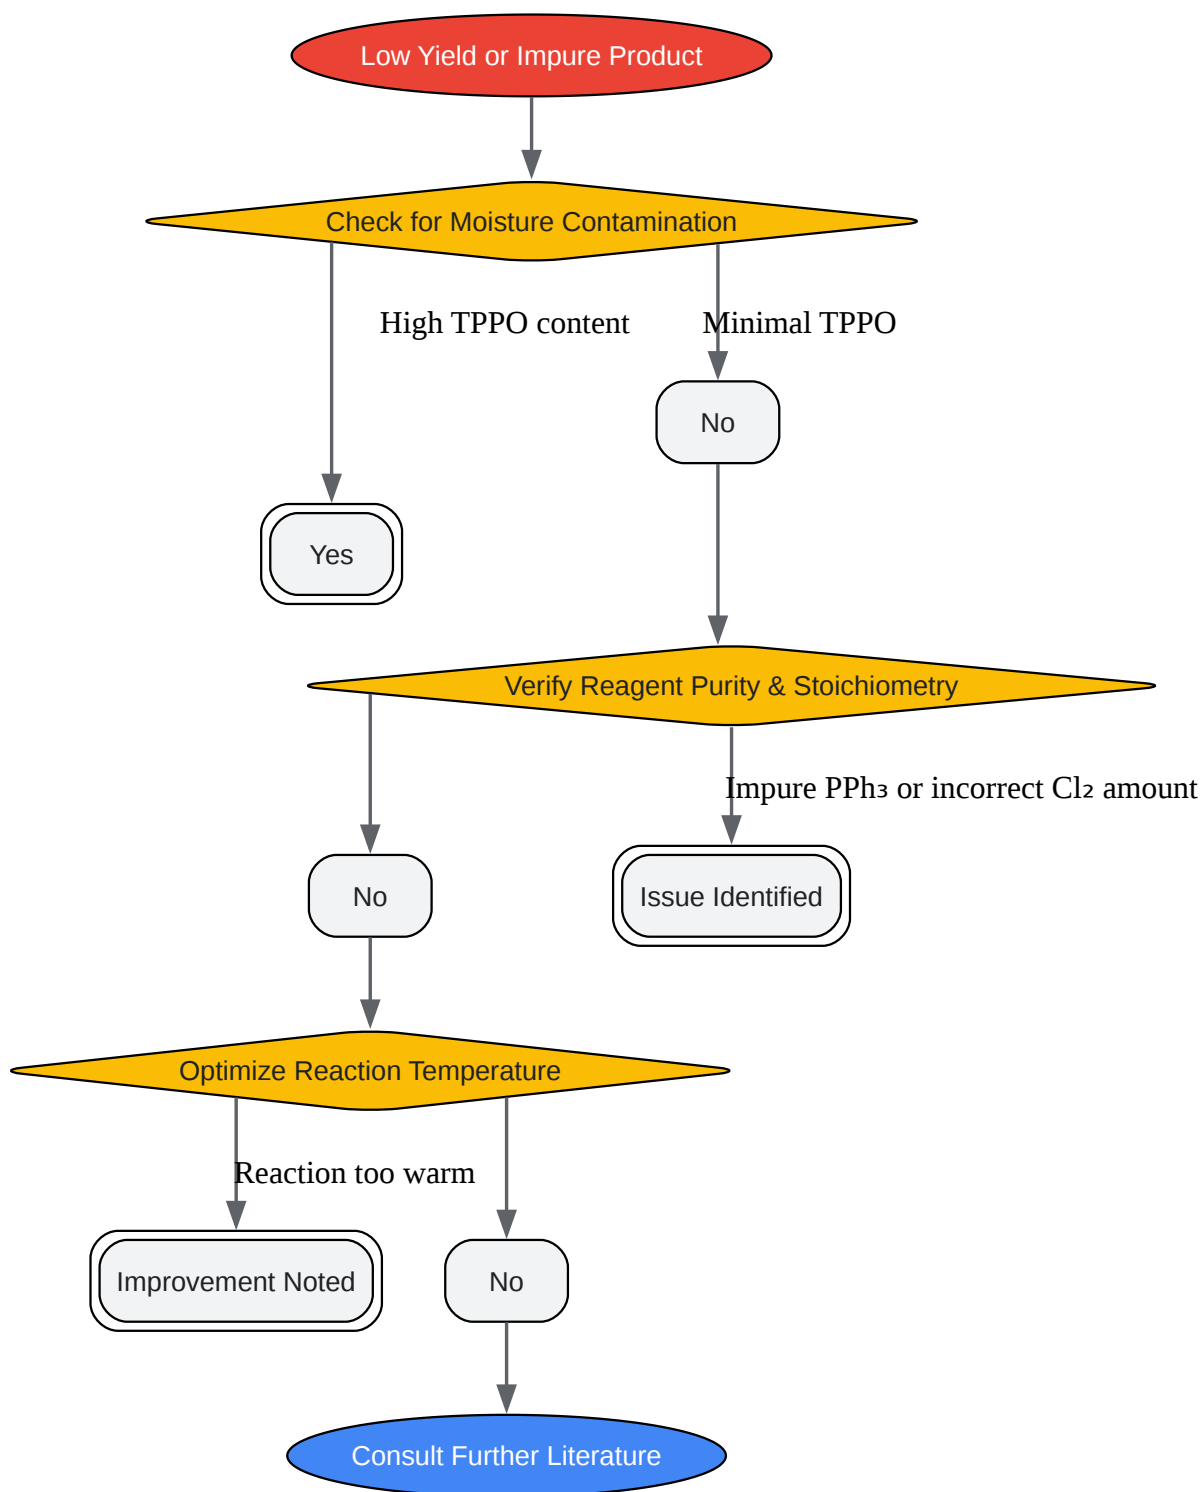 Low Yield or Impure Product
Check for Moisture Contamination
High TPPO content
Minimal TPPO
No
Yes
Verify Reagent Purity & Stoichiometry
Impure PPh₃ or incorrect Cl₂ amount
No
Issue Identified
Optimize Reaction Temperature
Reaction too warm
Improvement Noted
No
Consult Further Literature